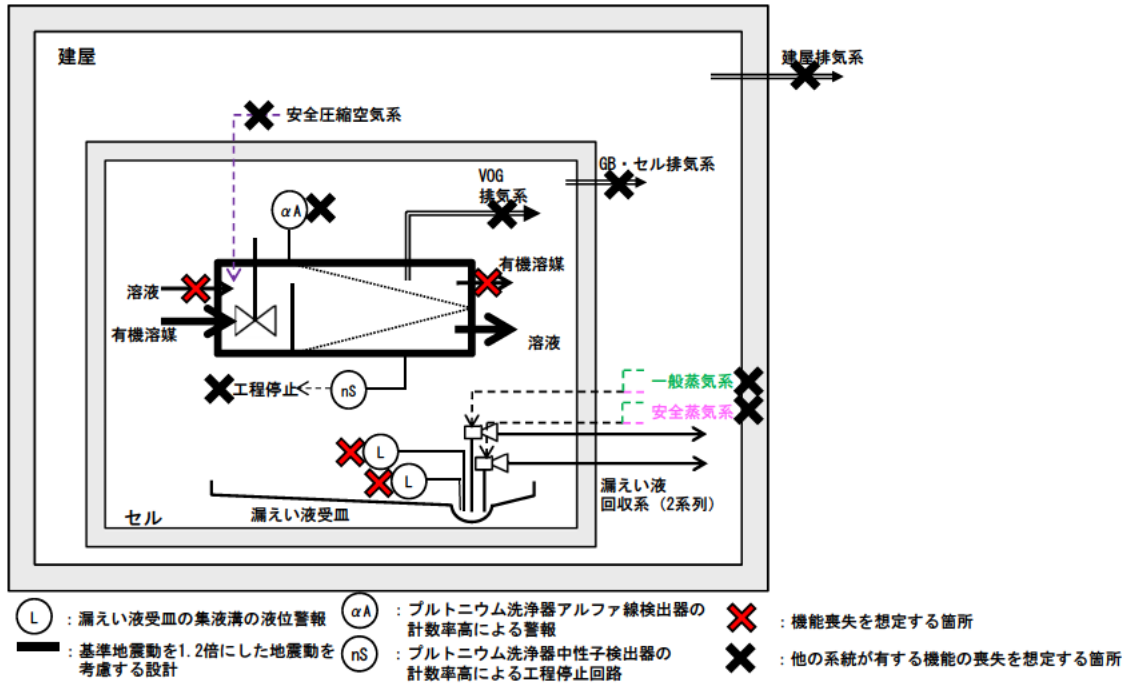 建屋
建屋排気系
安全圧縮空気系
GB・セル排気系
VOG
排気系
αA
有機溶媒
溶液
有機溶媒
溶液
工程停止
nS
一般蒸気系
安全蒸気系
L
L
漏えい液
回収系（2系列）
漏えい液受皿
セル
L
：漏えい液受皿の集液溝の液位警報
：基準地震動を1.2倍にした地震動を
考慮する設計
αA
：プルトニウム洗浄器アルファ線検出器の
計数率高による警報
nS
：プルトニウム洗浄器中性子検出器の
計数率高による工程停止回路
：機能喪失を想定する箇所
：他の系統が有する機能の喪失を想定する箇所